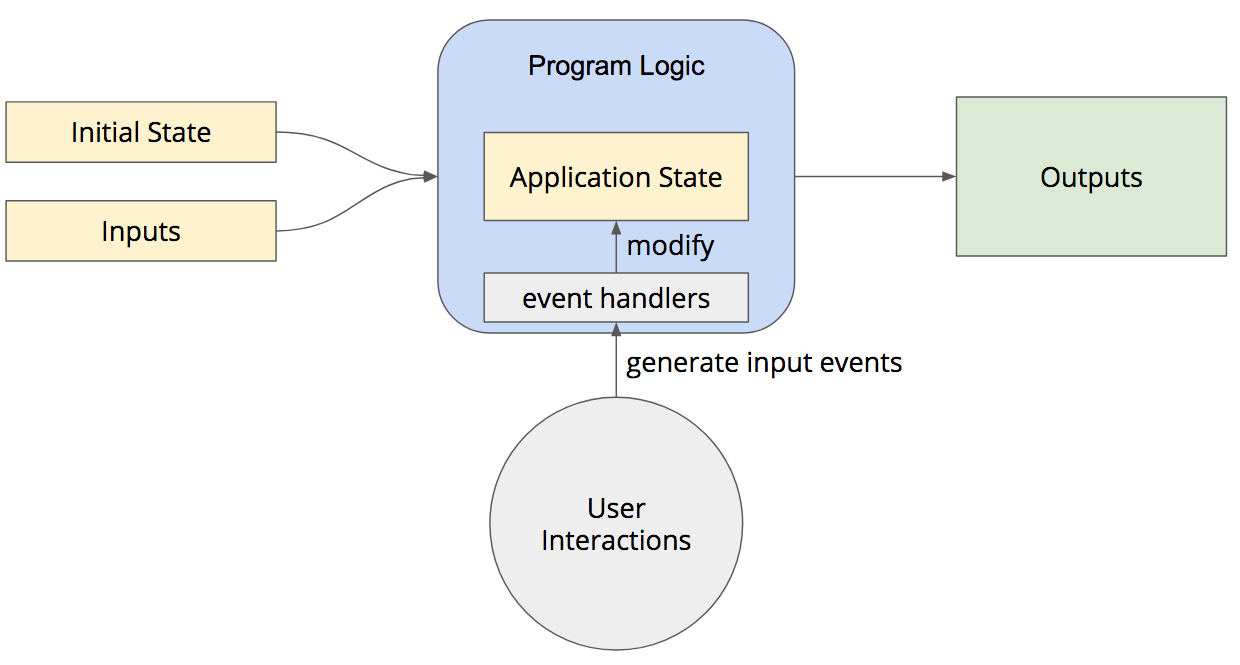 Program Logic
Initial State
Inputs
Application State
modify
event handlers
generate input events
User
Interactions
Outputs